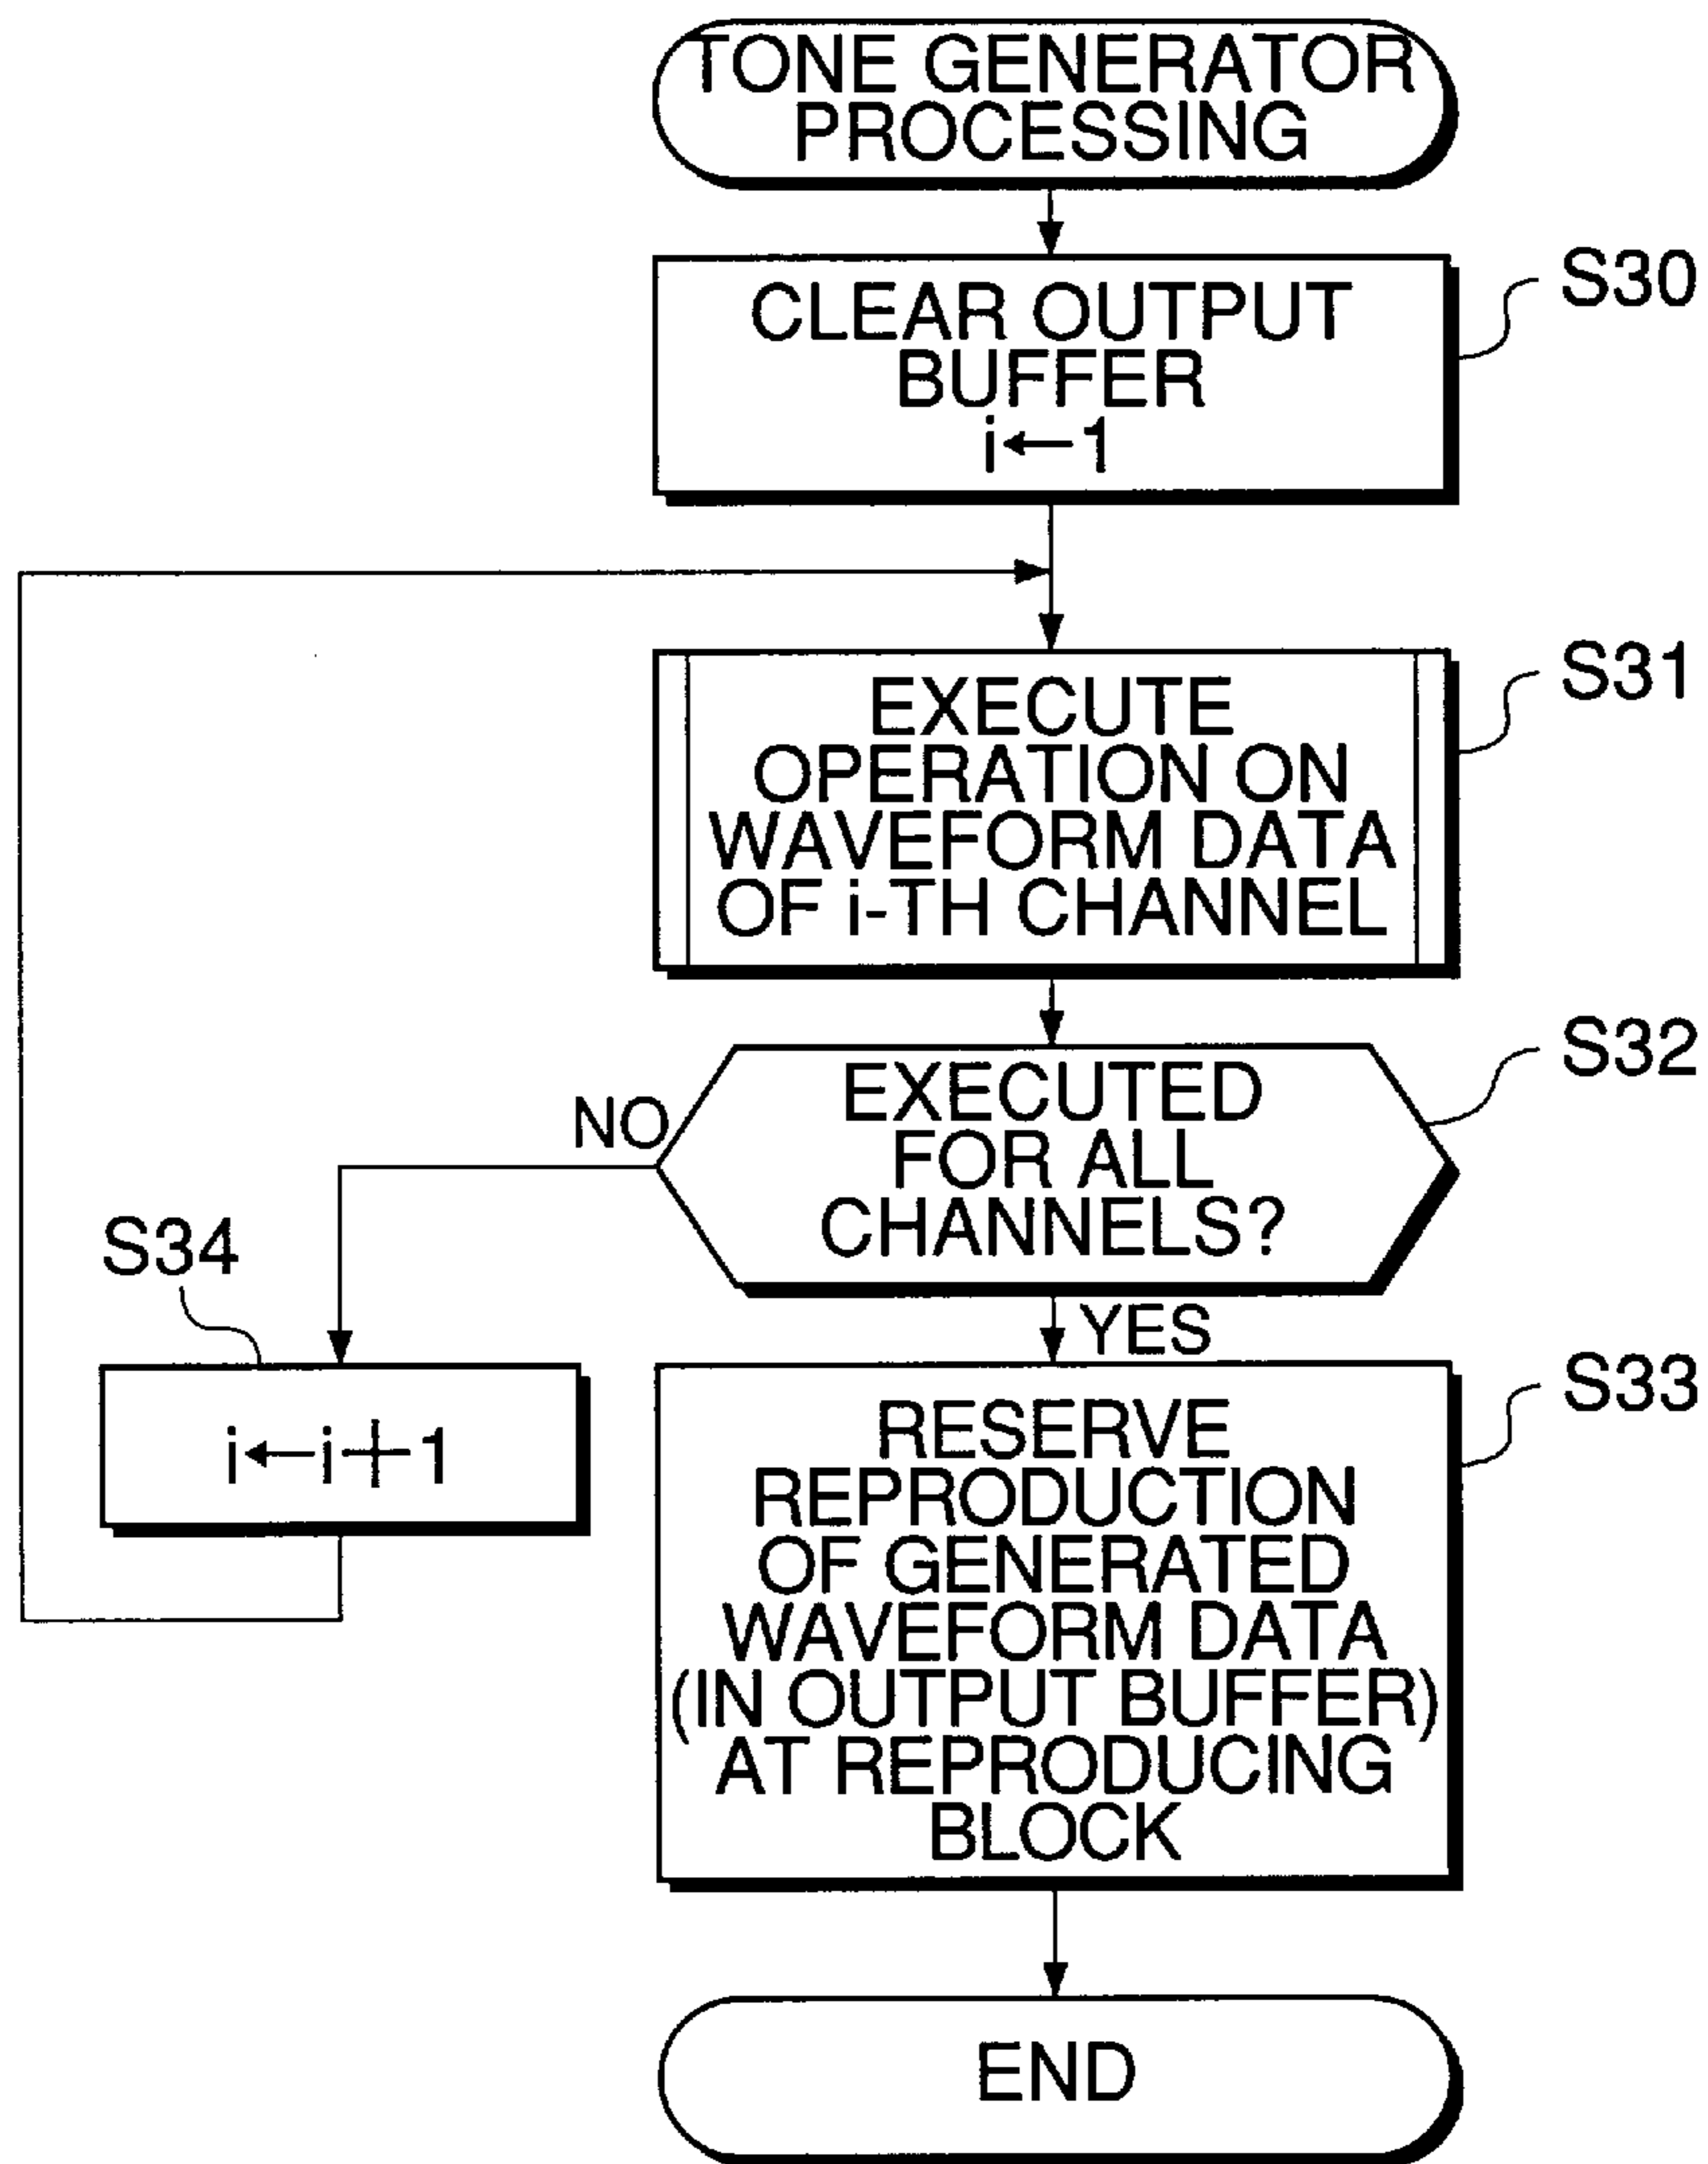 TONE GENERATOR
PROCESSING
S30
CLEAR OUTPUT
BUFFER
i←1
S31
EXECUTE
OPERATION ON
WAVEFORM DATA
OF i-TH CHANNEL
S32
EXECUTED
FOR ALL
CHANNELS?
NO
YES
S34
i←i+1
S33
RESERVE
REPRODUCTION
OF GENERATED
WAVEFORM DATA
(IN OUTPUT BUFFER)
AT REPRODUCING
BLOCK
END